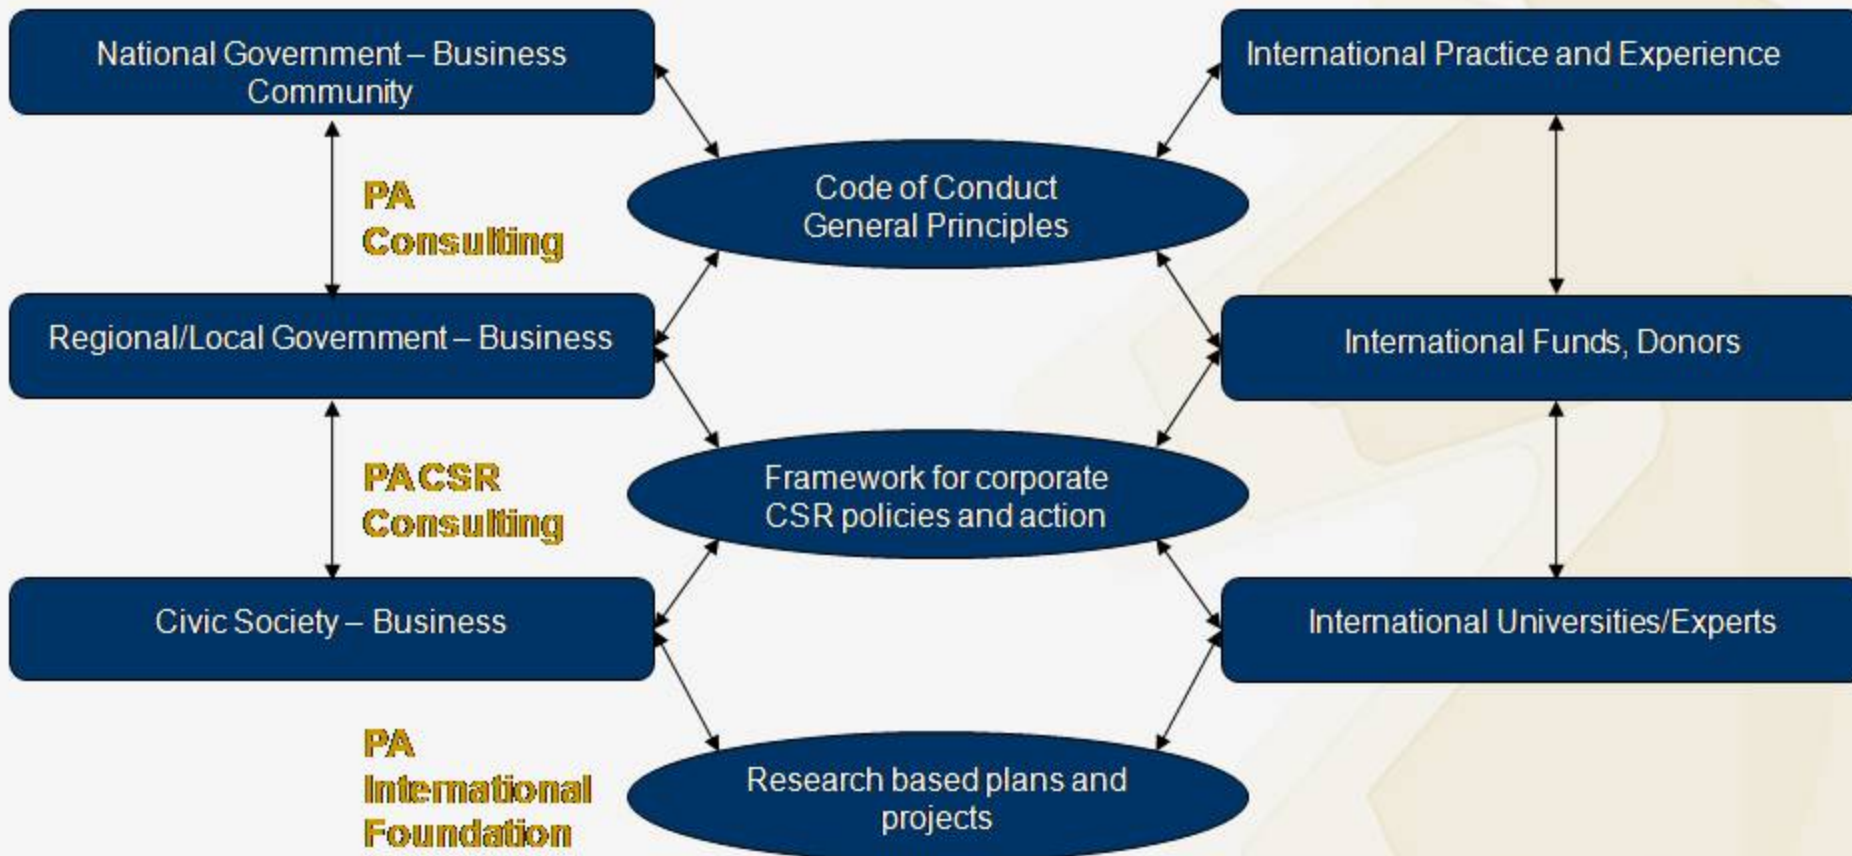 National Government – Business
Community
International Practice and Experience
PA
Consulting
Code of Conduct
General Principles
Regional/Local Government – Business
International Funds, Donors
PACSR
Consulting
Framework for corporate
CSR policies and action
Civic Society – Business
International Universities/Experts
PA
International
Foundation
Research based plans and
projects